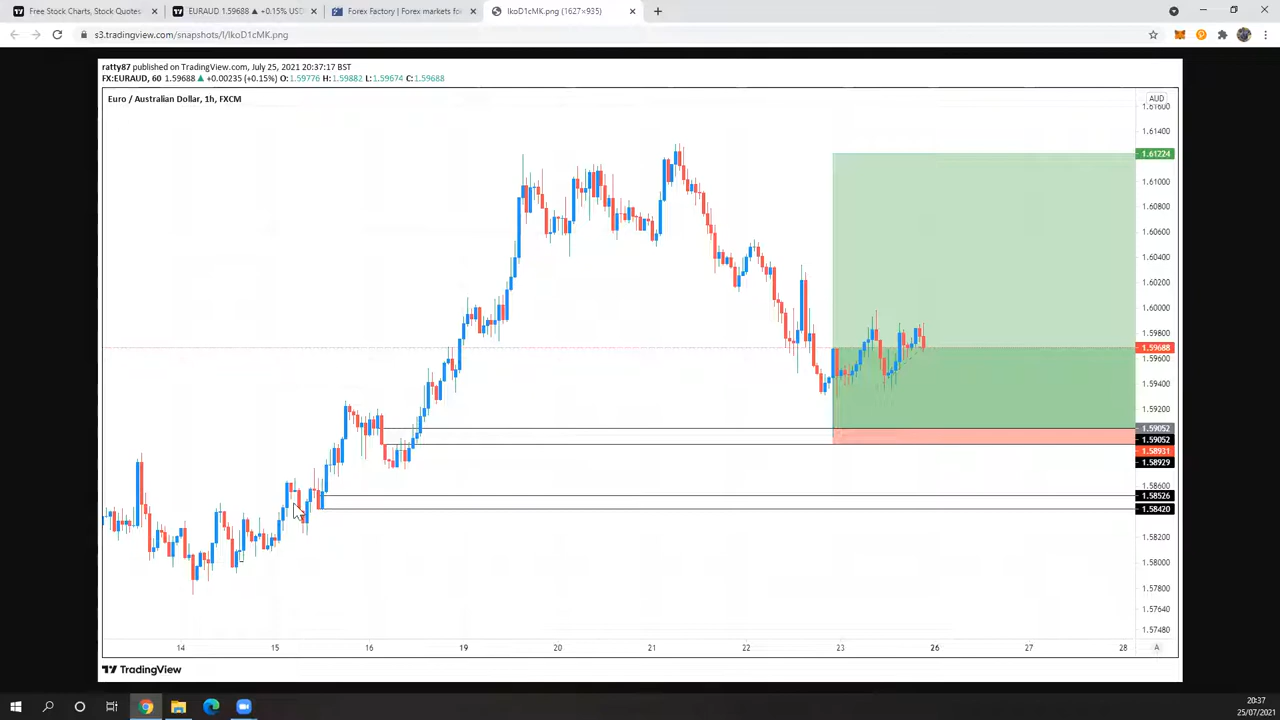 Free Stock Charts, Stock Quotes
EURAUD 1.59688 ▲ +0.15% USD
Forex Factory | Forex markets fo
lkoD1cMK.png (1627×935)
s3.tradingview.com/snapshots/l/lkoD1cMK.png
ratty87 published on TradingView.com, July 25, 2021 20:37:17 BST
FX:EURAUD, 60 1.59688 ▲ +0.00235 (+0.15%) O:1.59776 H:1.59882 L:1.59674 C:1.59688
Euro / Australian Dollar, 1h, FXCM
AUD
1.61600
1.61400
1.61224
1.61000
1.60800
1.60600
1.60400
1.60200
1.60000
1.59800
1.59688
1.59600
1.59400
1.59200
1.59052
1.59052
1.58931
1.58929
1.58600
1.58526
1.58420
1.58200
1.58000
1.57800
1.57640
1.57480
14 15 16 19 20 21 22 23 26 27 28
A
TradingView
20:37
25/07/2021